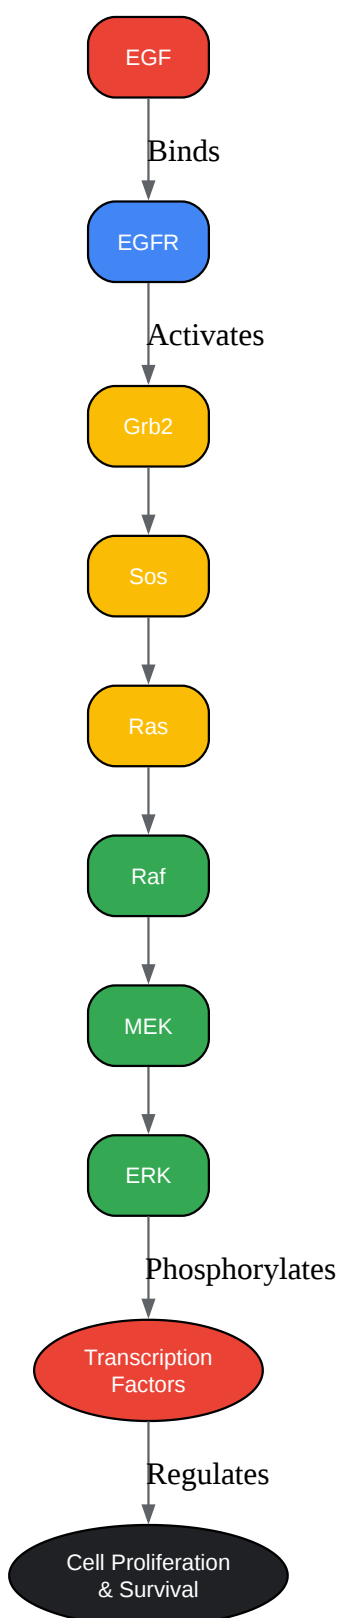 EGF
Binds
EGFR
Activates
Grb2
Sos
Ras
Raf
MEK
ERK
Phosphorylates
Transcription
Factors
Regulates
Cell Proliferation
& Survival